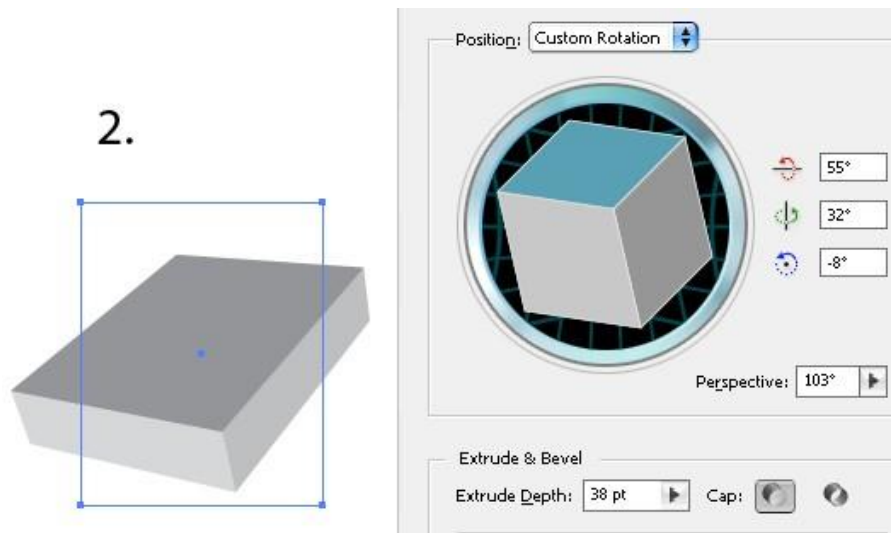 2.
Position: Custom Rotation
55°
32°
-8°
Perspective: 103°
Extrude & Bevel
Extrude Depth: 38 pt Cap: